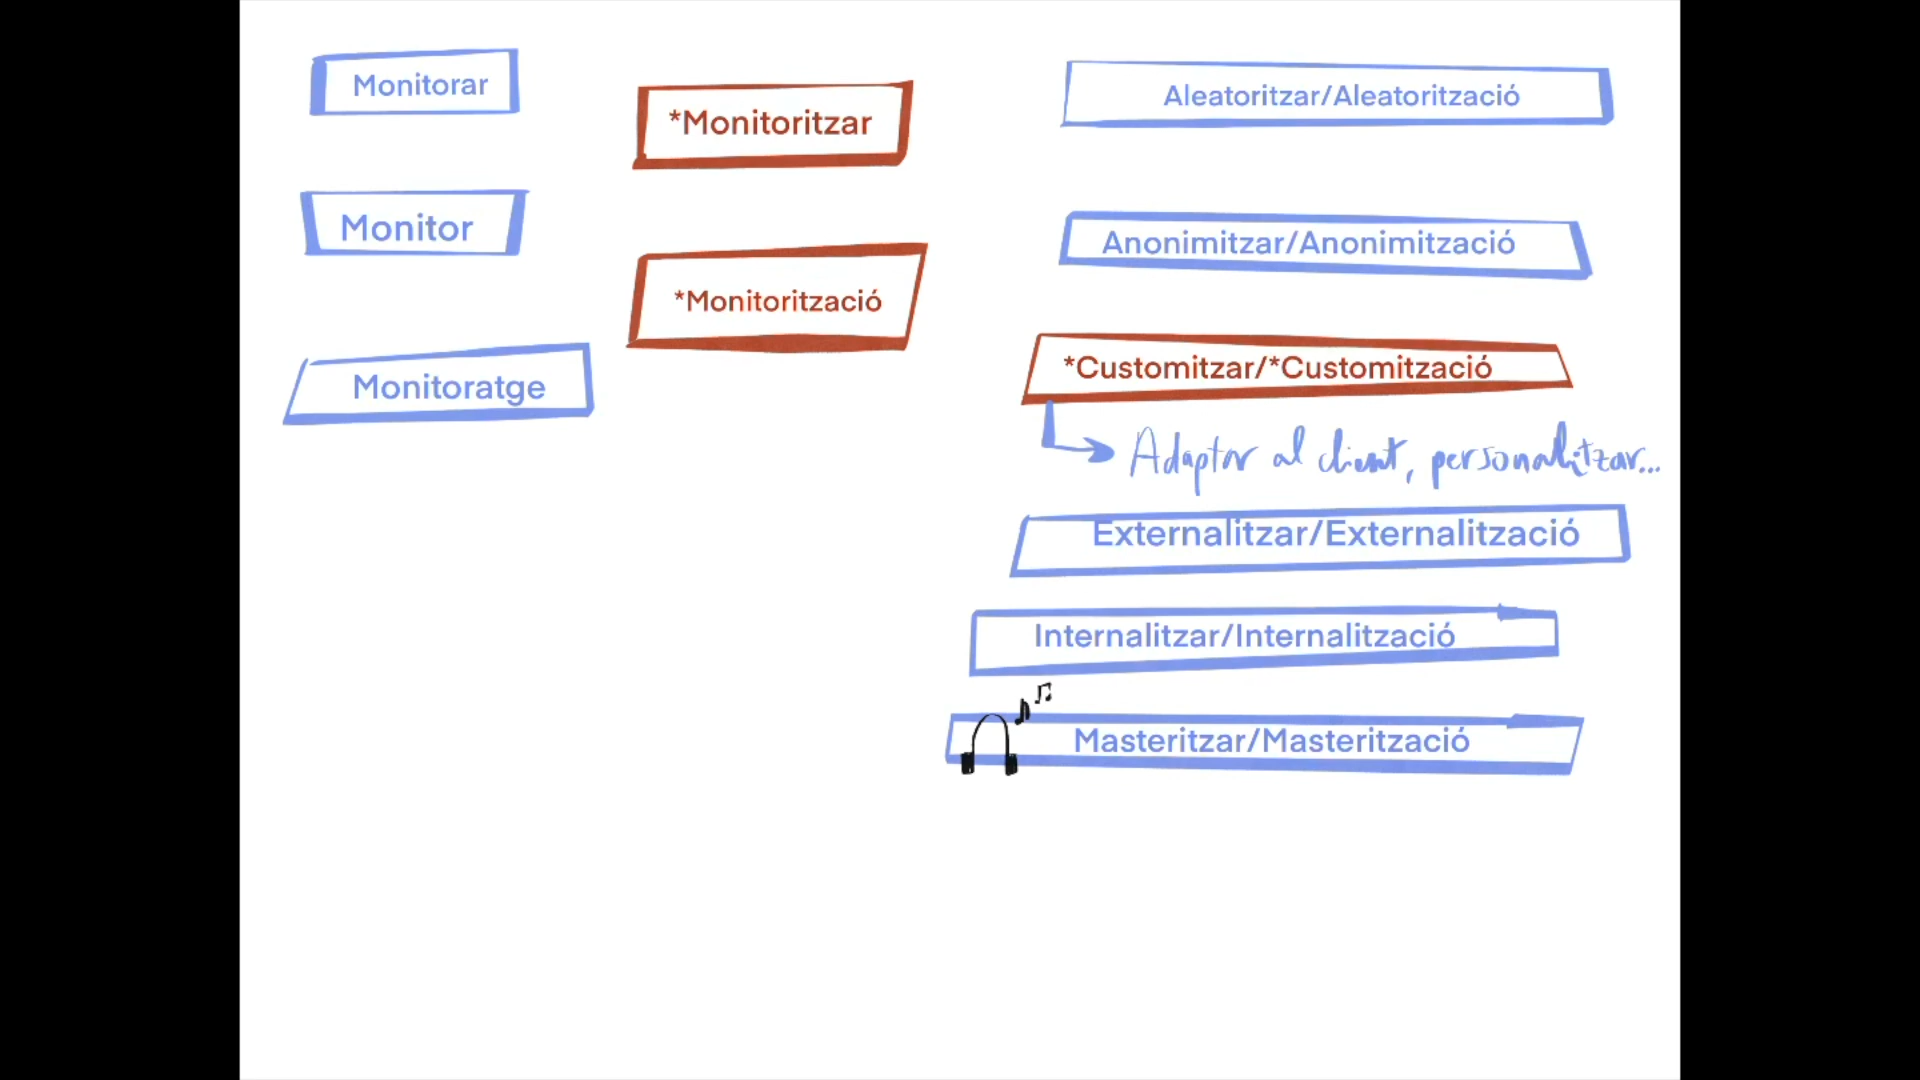 Monitorar
Monitor
Monitoratge
*Monitoritzar
*Monitorització
Aleatoritzar/Aleatorització
Anonimitzar/Anonimització
*Customitzar/*Customització
Adaptar al client, personalitzar...
Externalitzar/Externalització
Internalitzar/Internalització
Masteritzar/Masterització